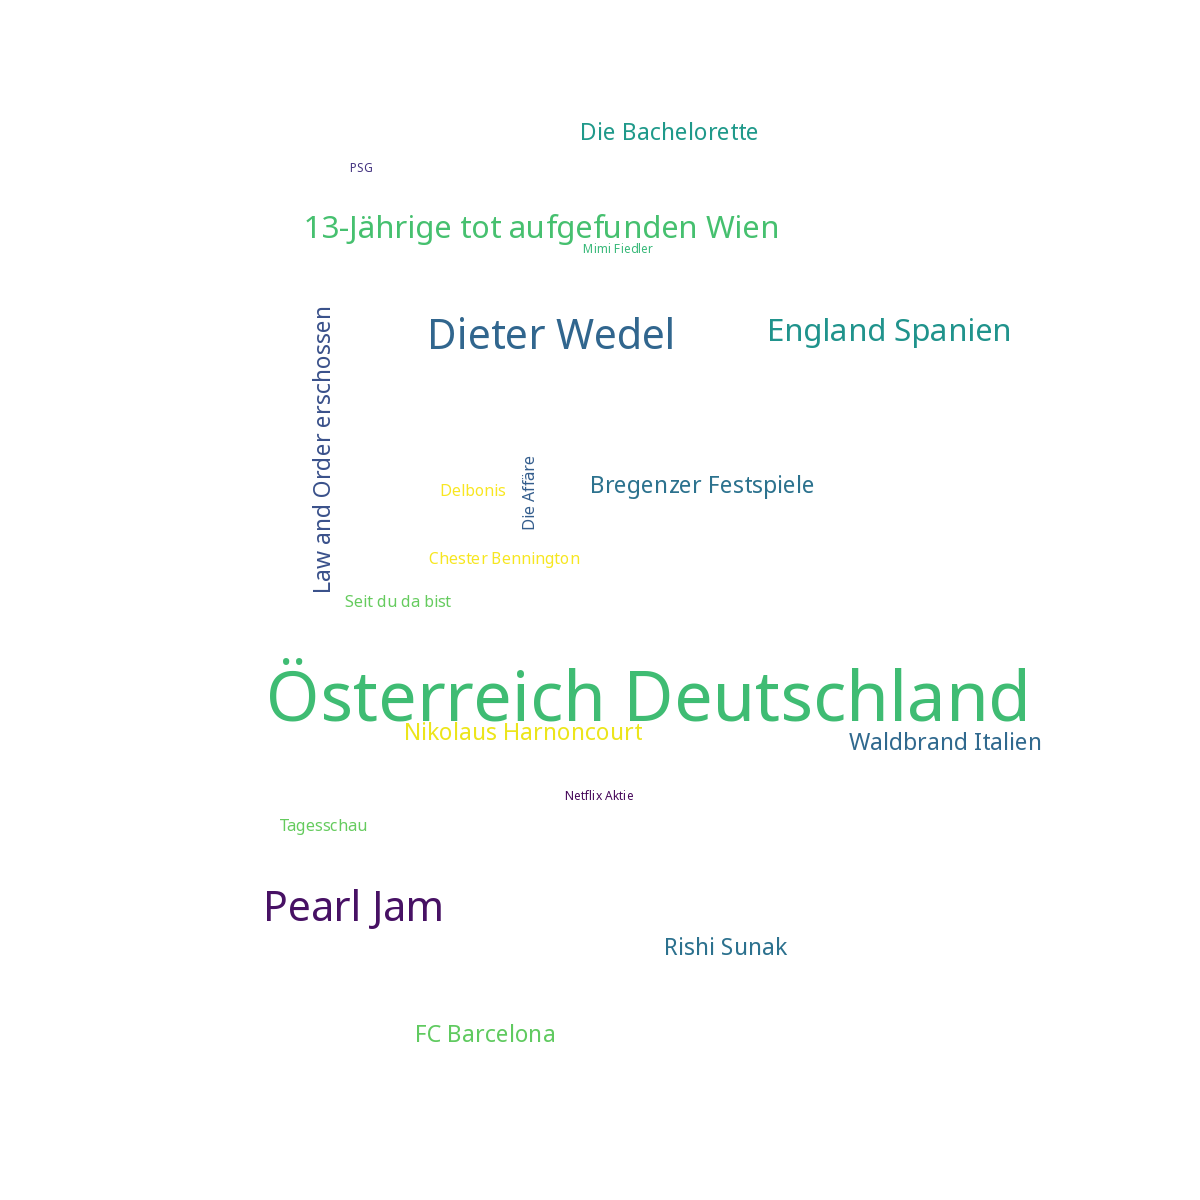 Die Bachelorette
PSG
13-Jährige tot aufgefunden Wien
Mimi Fiedler
Law and Order erschossen
Dieter Wedel
England Spanien
Delbonis
Die Affäre
Bregenzer Festspiele
Chester Bennington
Seit du da bist
Österreich Deutschland
Nikolaus Harnoncourt
Waldbrand Italien
Netflix Aktie
Tagesschau
Pearl Jam
Rishi Sunak
FC Barcelona